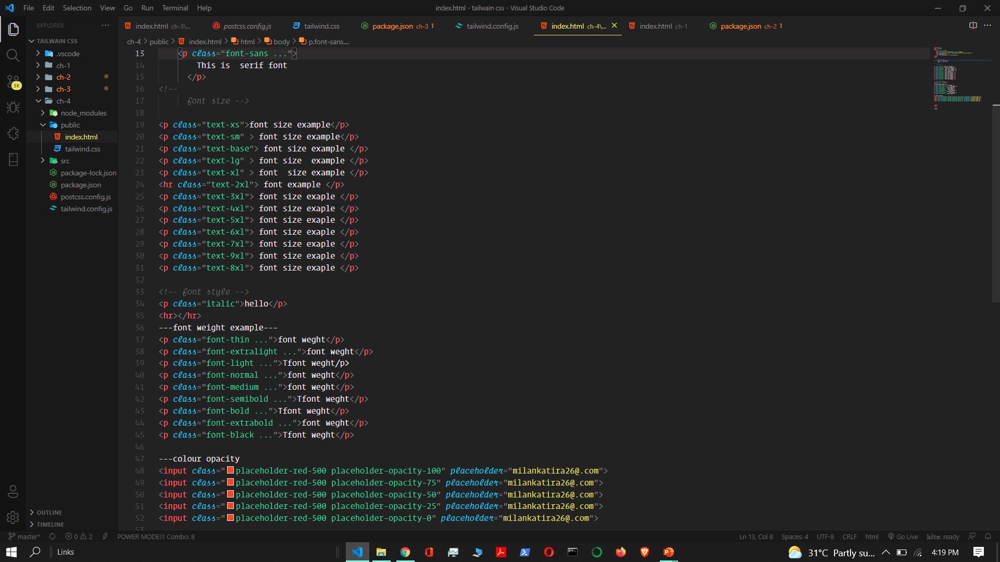 File Edit Selection View Go Run Terminal Help
index.html - tailwain css - Visual Studio Code
EXPLORER
index.html ch-3\... postcss.config.js tailwind.css package.json ch-3 1 tailwind.config.js index.html ch-4\... index.html ch-1 package.json ch-2 1
ch-4 > public > index.html > html > body > p.font-sans....
TAILWAIN CSS
.vscode
ch-1
ch-2
ch-3
ch-4
node_modules
public
index.html
tailwind.css
src
package-lock.json
package.json
postcss.config.js
tailwind.config.js
5K
OUTLINE
TIMELINE
13 <p class="font-sans ...">
14 This is  serif font
15 </p>
16 <!--
17 font size -->
18
19 <p class="text-xs">font size example</p>
20 <p class="text-sm" > font size example</p>
21 <p class="text-base"> font size example </p>
22 <p class="text-lg" > font size  example </p>
23 <p class="text-xl" > font  size example </p>
24 <hr class="text-2xl"> font example </p>
25 <p class="text-3xl"> font size exaple </p>
26 <p class="text-4xl"> font size exaple </p>
27 <p class="text-5xl"> font size exaple </p>
28 <p class="text-6xl"> font size exaple </p>
29 <p class="text-7xl"> font size exaple </p>
30 <p class="text-9xl"> font size exaple </p>
31 <p class="text-8xl"> font size exaple </p>
32
33 <!-- font style -->
34 <p class="italic">hello</p>
35 <hr></hr>
36 ---font weight example---
37 <p class="font-thin ...">font weght</p>
38 <p class="font-extralight ...">font weght</p>
39 <p class="font-light ...">Tfont weght/p>
40 <p class="font-normal ...">font weght</p>
41 <p class="font-medium ...">font weght</p>
42 <p class="font-semibold ...">Tfont weght</p>
43 <p class="font-bold ...">Tfont weght</p>
44 <p class="font-extrabold ...">font weght</p>
45 <p class="font-black ...">Tfont weght</p>
46
47 ---colour opacity
48 <input class="placeholder-red-500 placeholder-opacity-100" placeholder="milankatira26@.com">
49 <input class="placeholder-red-500 placeholder-opacity-75" placeholder="milankatira26@.com">
50 <input class="placeholder-red-500 placeholder-opacity-50" placeholder="milankatira26@.com">
51 <input class="placeholder-red-500 placeholder-opacity-25" placeholder="milankatira26@.com">
52 <input class="placeholder-red-500 placeholder-opacity-0" placeholder="milankatira26@.com">
53
master* 0 2 POWER MODE!!! Combo: 8 Ln 13, Col 8 Spaces: 4 UTF-8 CRLF html Go Live kite: ready
Links 31°C Partly su... 4:19 PM